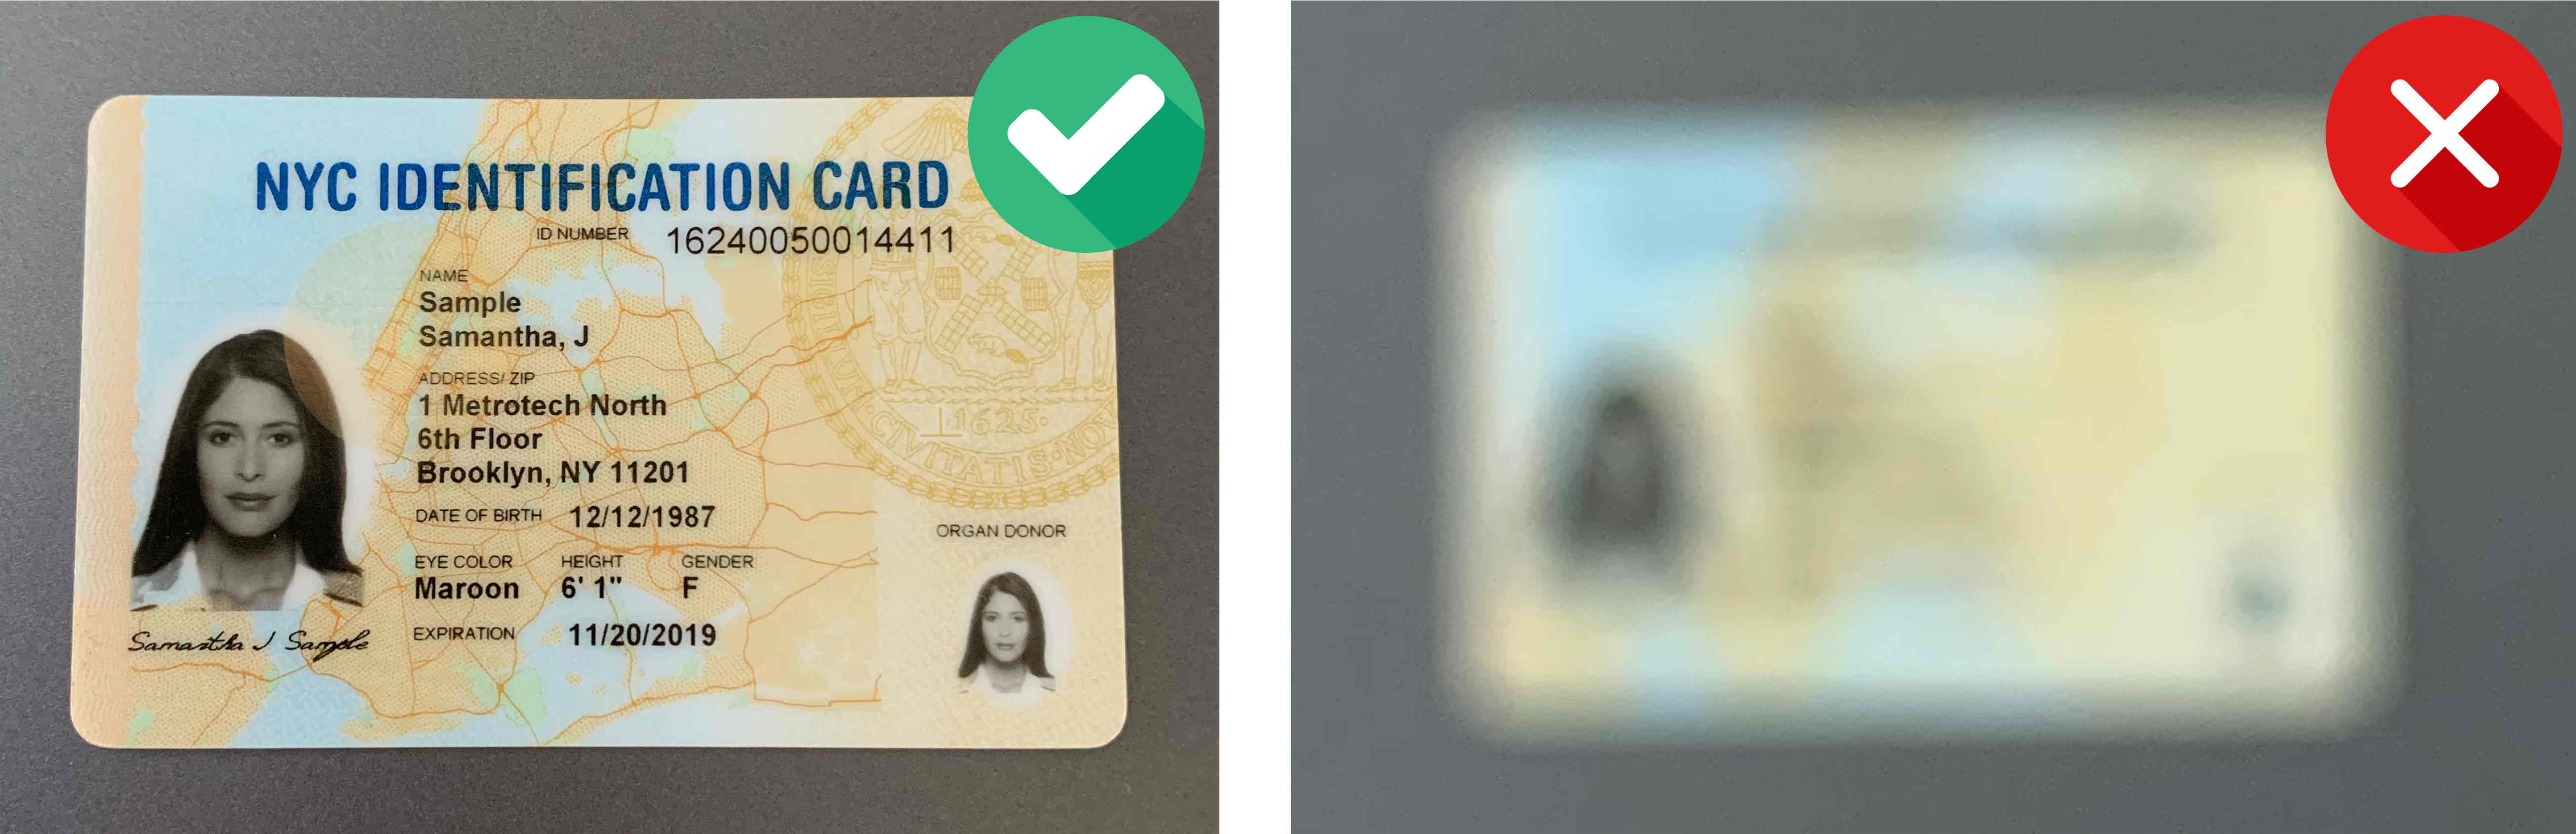 NYC IDENTIFICATION CARD
ID NUMBER 16240050014411
NAME
Sample
Samantha, J
ADDRESS/ ZIP
1 Metrotech North
6th Floor
Brooklyn, NY 11201
DATE OF BIRTH 12/12/1987
EYE COLOR HEIGHT GENDER
Maroon 6' 1" F
EXPIRATION 11/20/2019
Samantha J Sample
ORGAN DONOR
1625
CIVITATIS